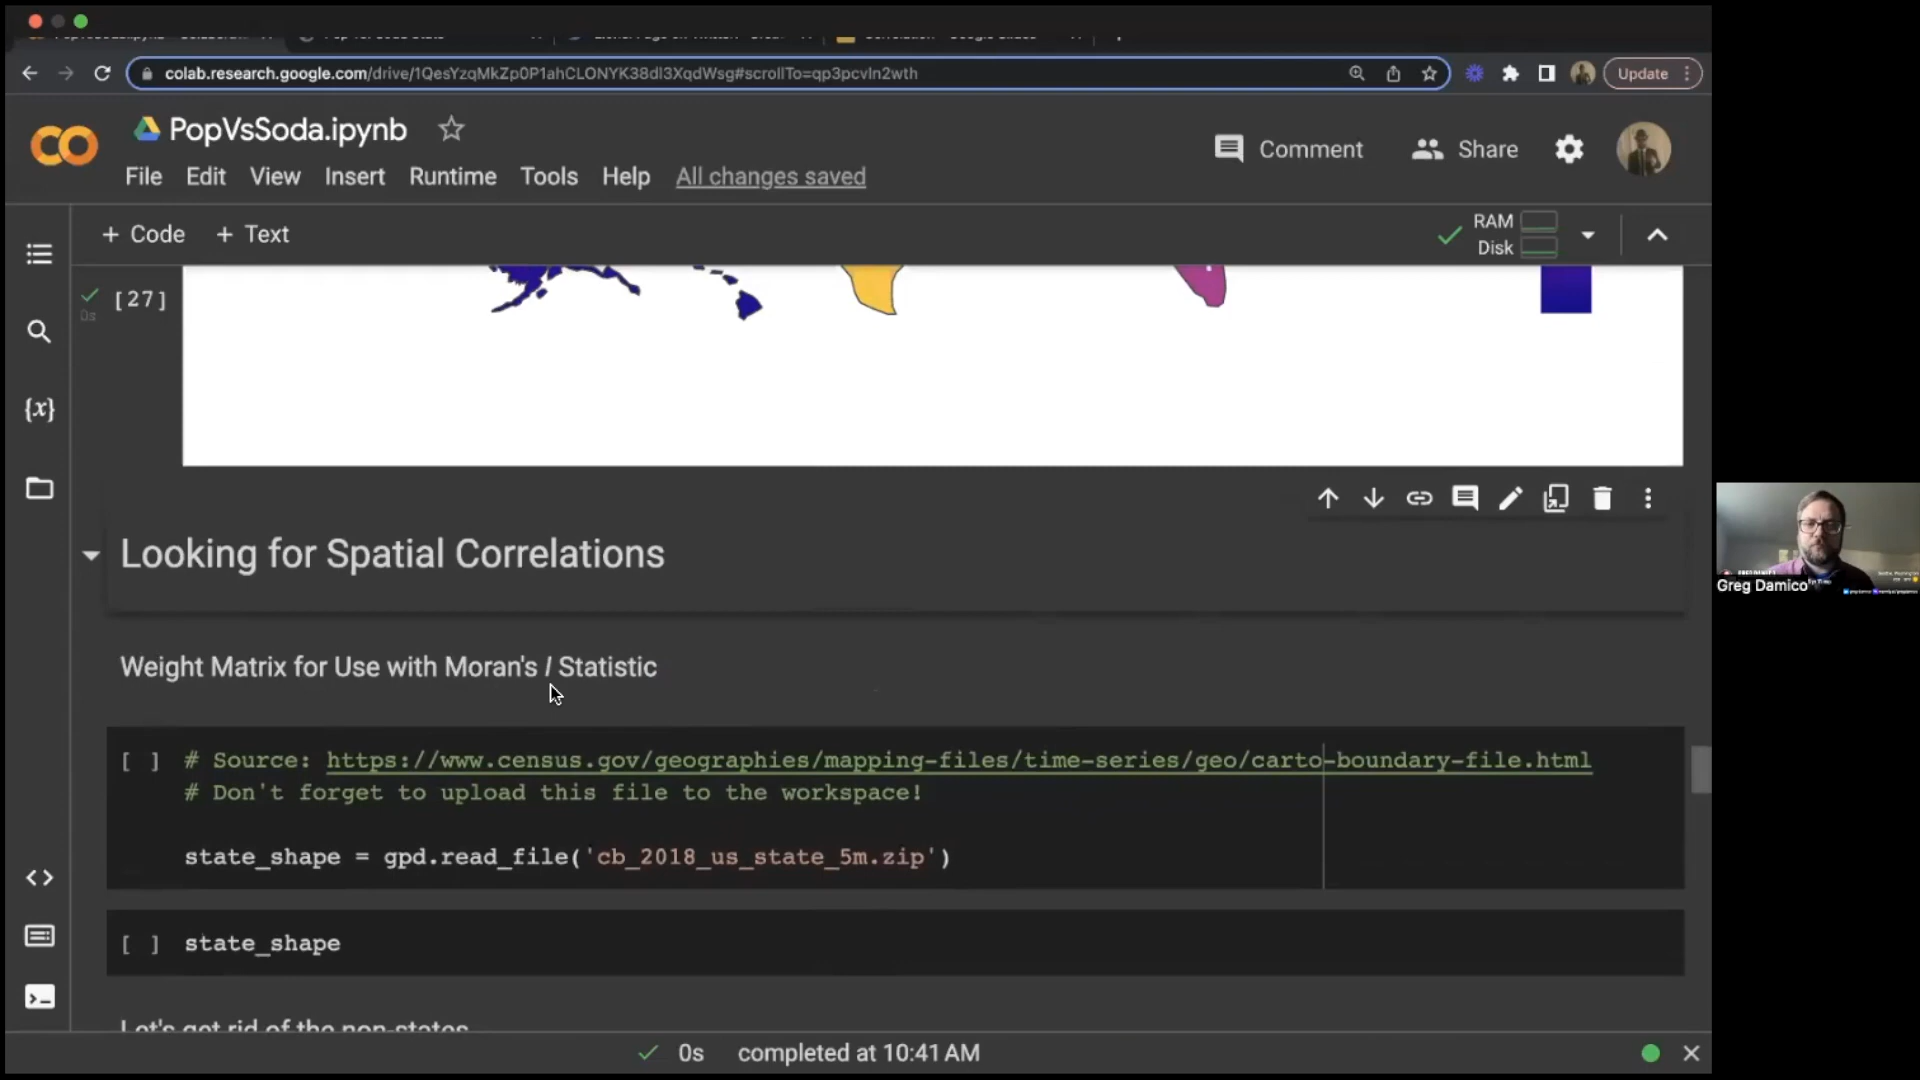 colab.research.google.com/drive/1QesYzqMkZp0P1ahCLONYK38dI3XqdWsg#scrollTo=qp3pcvln2wth
Update
CO
PopVsSoda.ipynb
Comment
Share
File Edit View Insert Runtime Tools Help All changes saved
+ Code + Text
RAM
Disk
[27]
0s
{x}
Looking for Spatial Correlations
Weight Matrix for Use with Moran's I Statistic
[ ] # Source: https://www.census.gov/geographies/mapping-files/time-series/geo/carto-boundary-file.html
# Don't forget to upload this file to the workspace!
state_shape = gpd.read_file('cb_2018_us_state_5m.zip')
[ ] state_shape
Let's get rid of the non-states
0s completed at 10:41 AM
Greg Damico